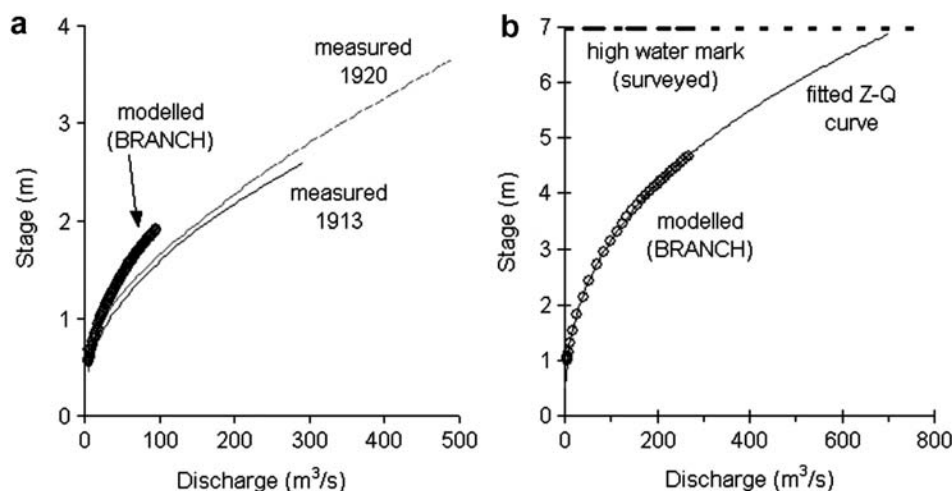 a
4
3
2
1
0
Stage (m)
measured
1920
modelled
(BRANCH)
measured
1913
0
100
200
300
400
500
Discharge (m³/s)
b
7
6
5
4
3
2
1
0
Stage (m)
high water mark
(surveyed)
fitted Z-Q
curve
modelled
(BRANCH)
0
200
400
600
800
Discharge (m³/s)